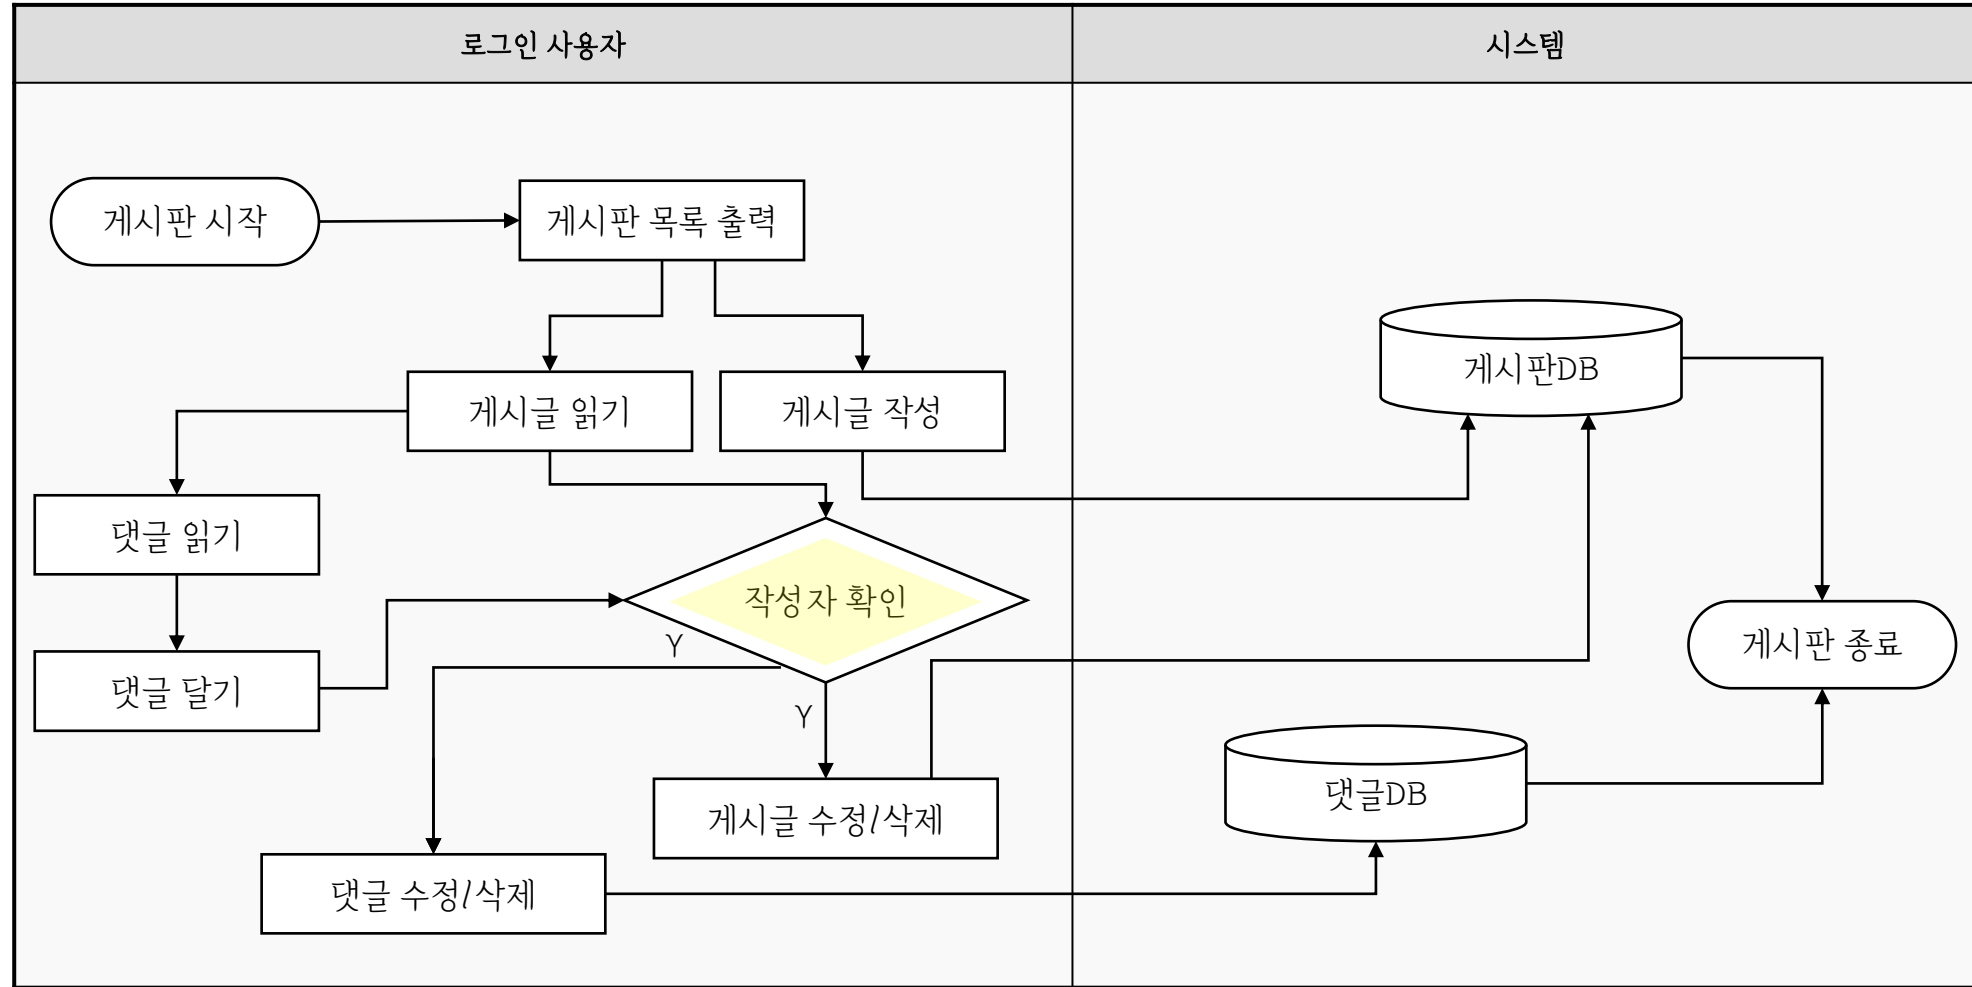 로그인 사용자
시스템
게시판 시작
게시판 목록 출력
게시판DB
게시글 읽기
게시글 작성
댓글 읽기
작성자 확인
Y
게시판 종료
댓글 달기
Y
댓글DB
게시글 수정/삭제
댓글 수정/삭제